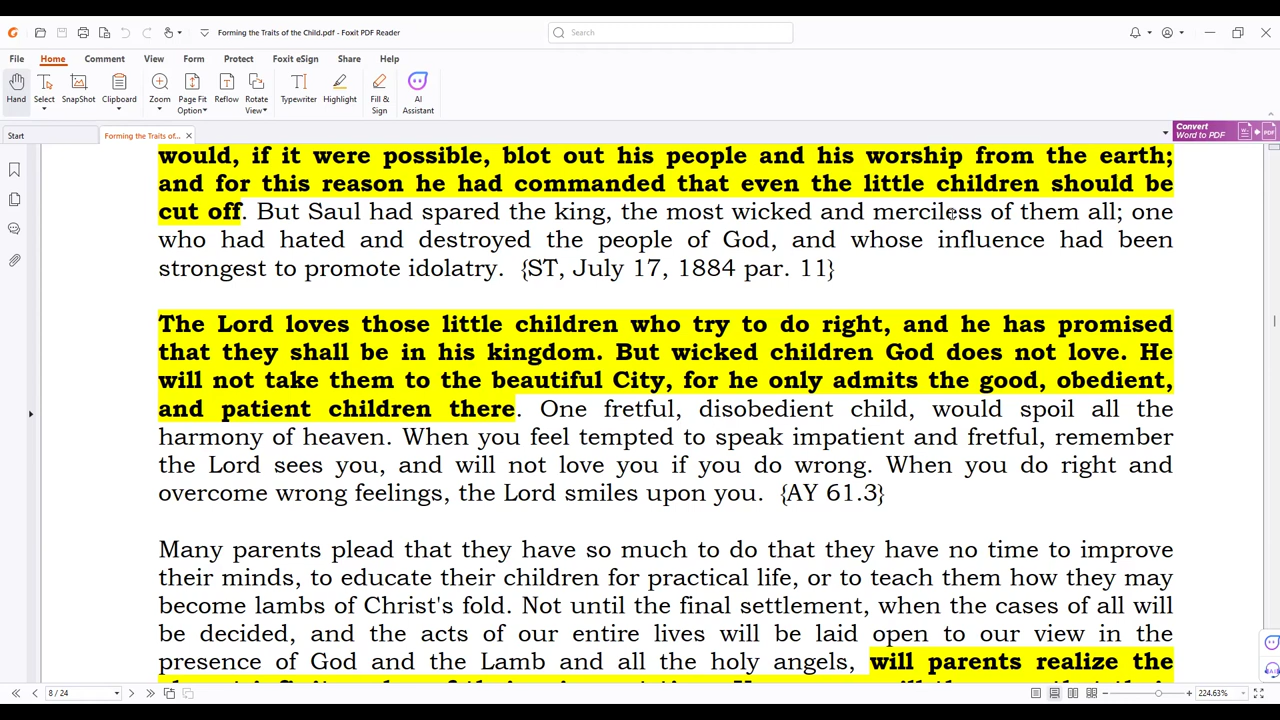 Forming the Traits of the Child.pdf - Foxit PDF Reader
Search
File Home Comment View Form Protect Foxit eSign Share Help
Hand Select SnapShot Clipboard Zoom Page Fit Option Reflow Rotate View Typewriter Highlight Fill & Sign AI Assistant
Start Forming the Traits of...
Convert
Word to PDF
would, if it were possible, blot out his people and his worship from the earth;
and for this reason he had commanded that even the little children should be
cut off. But Saul had spared the king, the most wicked and merciless of them all; one
who had hated and destroyed the people of God, and whose influence had been
strongest to promote idolatry. {ST, July 17, 1884 par. 11}
The Lord loves those little children who try to do right, and he has promised
that they shall be in his kingdom. But wicked children God does not love. He
will not take them to the beautiful City, for he only admits the good, obedient,
and patient children there. One fretful, disobedient child, would spoil all the
harmony of heaven. When you feel tempted to speak impatient and fretful, remember
the Lord sees you, and will not love you if you do wrong. When you do right and
overcome wrong feelings, the Lord smiles upon you. {AY 61.3}
Many parents plead that they have so much to do that they have no time to improve
their minds, to educate their children for practical life, or to teach them how they may
become lambs of Christ's fold. Not until the final settlement, when the cases of all will
be decided, and the acts of our entire lives will be laid open to our view in the
presence of God and the Lamb and all the holy angels, will parents realize the
8 / 24
224.63%